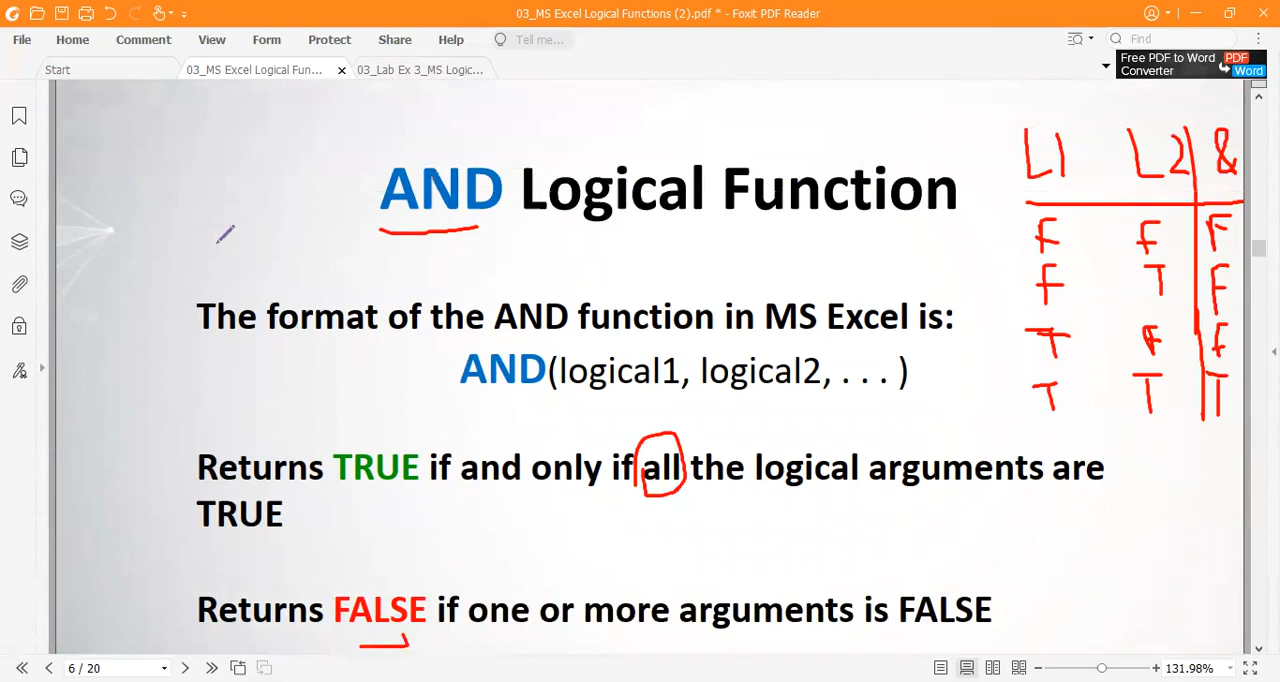 03_MS Excel Logical Functions (2).pdf * - Foxit PDF Reader
File Home Comment View Form Protect Share Help Tell me... Find
Start 03_MS Excel Logical Fun... 03_Lab Ex 3_MS Logic... Free PDF to Word Converter PDF Word
AND Logical Function
L1 L2 &
F F F
F T F
T F F
T T T
The format of the AND function in MS Excel is:
AND(logical1, logical2, . . . )
Returns TRUE if and only if all the logical arguments are
TRUE
Returns FALSE if one or more arguments is FALSE
6 / 20 131.98%